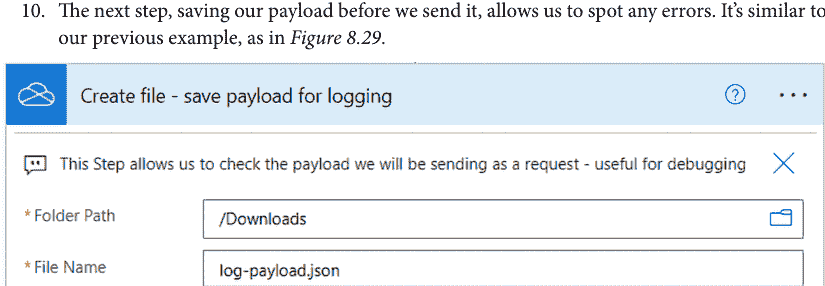 10. The next step, saving our payload before we send it, allows us to spot any errors. It’s similar to
our previous example, as in Figure 8.29.
Create file - save payload for logging
This Step allows us to check the payload we will be sending as a request - useful for debugging
* Folder Path
/Downloads
* File Name
log-payload.json